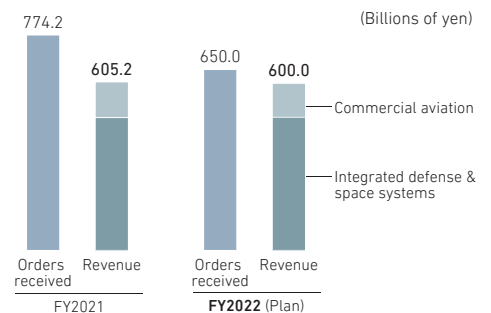 (Billions of yen)
774.2
605.2
650.0
600.0
Commercial aviation
Integrated defense &
space systems
Orders
received
Revenue
Orders
received
Revenue
FY2021
FY2022 (Plan)